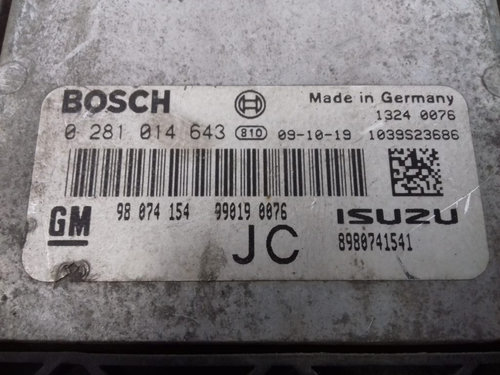 BOSCH Made in Germany
1324 0076
0 281 014 643 810 09-10-19 1039S23686
98 074 154 99019 0076 ISUZU
GM JC 8980741541